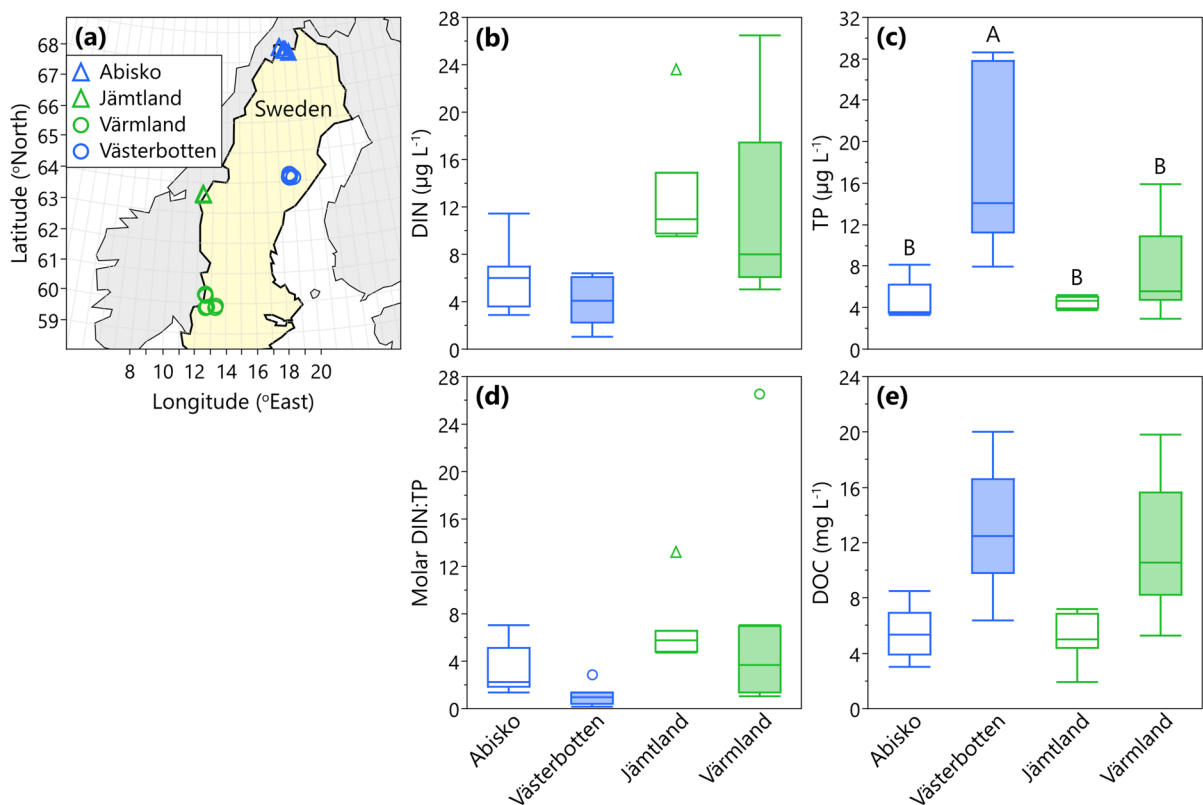 (a)
68
67
66
65
64
63
62
61
60
59
Latitude (ºNorth)
Abisko
Jämtland
Värmland
Västerbotten
Sweden
8 10 12 14 16 18 20
Longitude (ºEast)
(b)
28
24
20
16
12
8
4
0
DIN (µg L-1)
(c)
32
28
24
20
16
12
8
4
0
TP (µg L-1)
B
A
B
B
(d)
28
24
20
16
12
8
4
0
Molar DIN:TP
Abisko
Västerbotten
Jämtland
Värmland
(e)
24
20
16
12
8
4
0
DOC (mg L-1)
Abisko
Västerbotten
Jämtland
Värmland